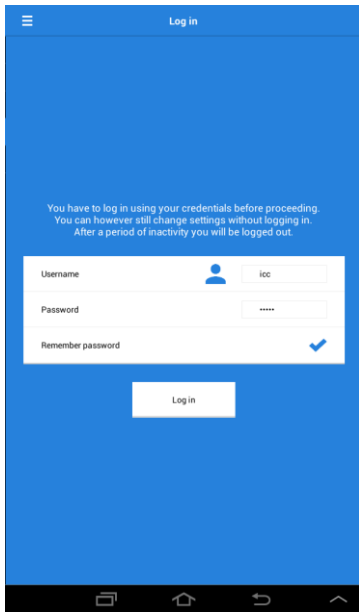 Log in
You have to log in using your credentials before proceeding.
You can however still change settings without logging in.
After a period of inactivity you will be logged out.
Username icc
Password •••••
Remember password
Log in